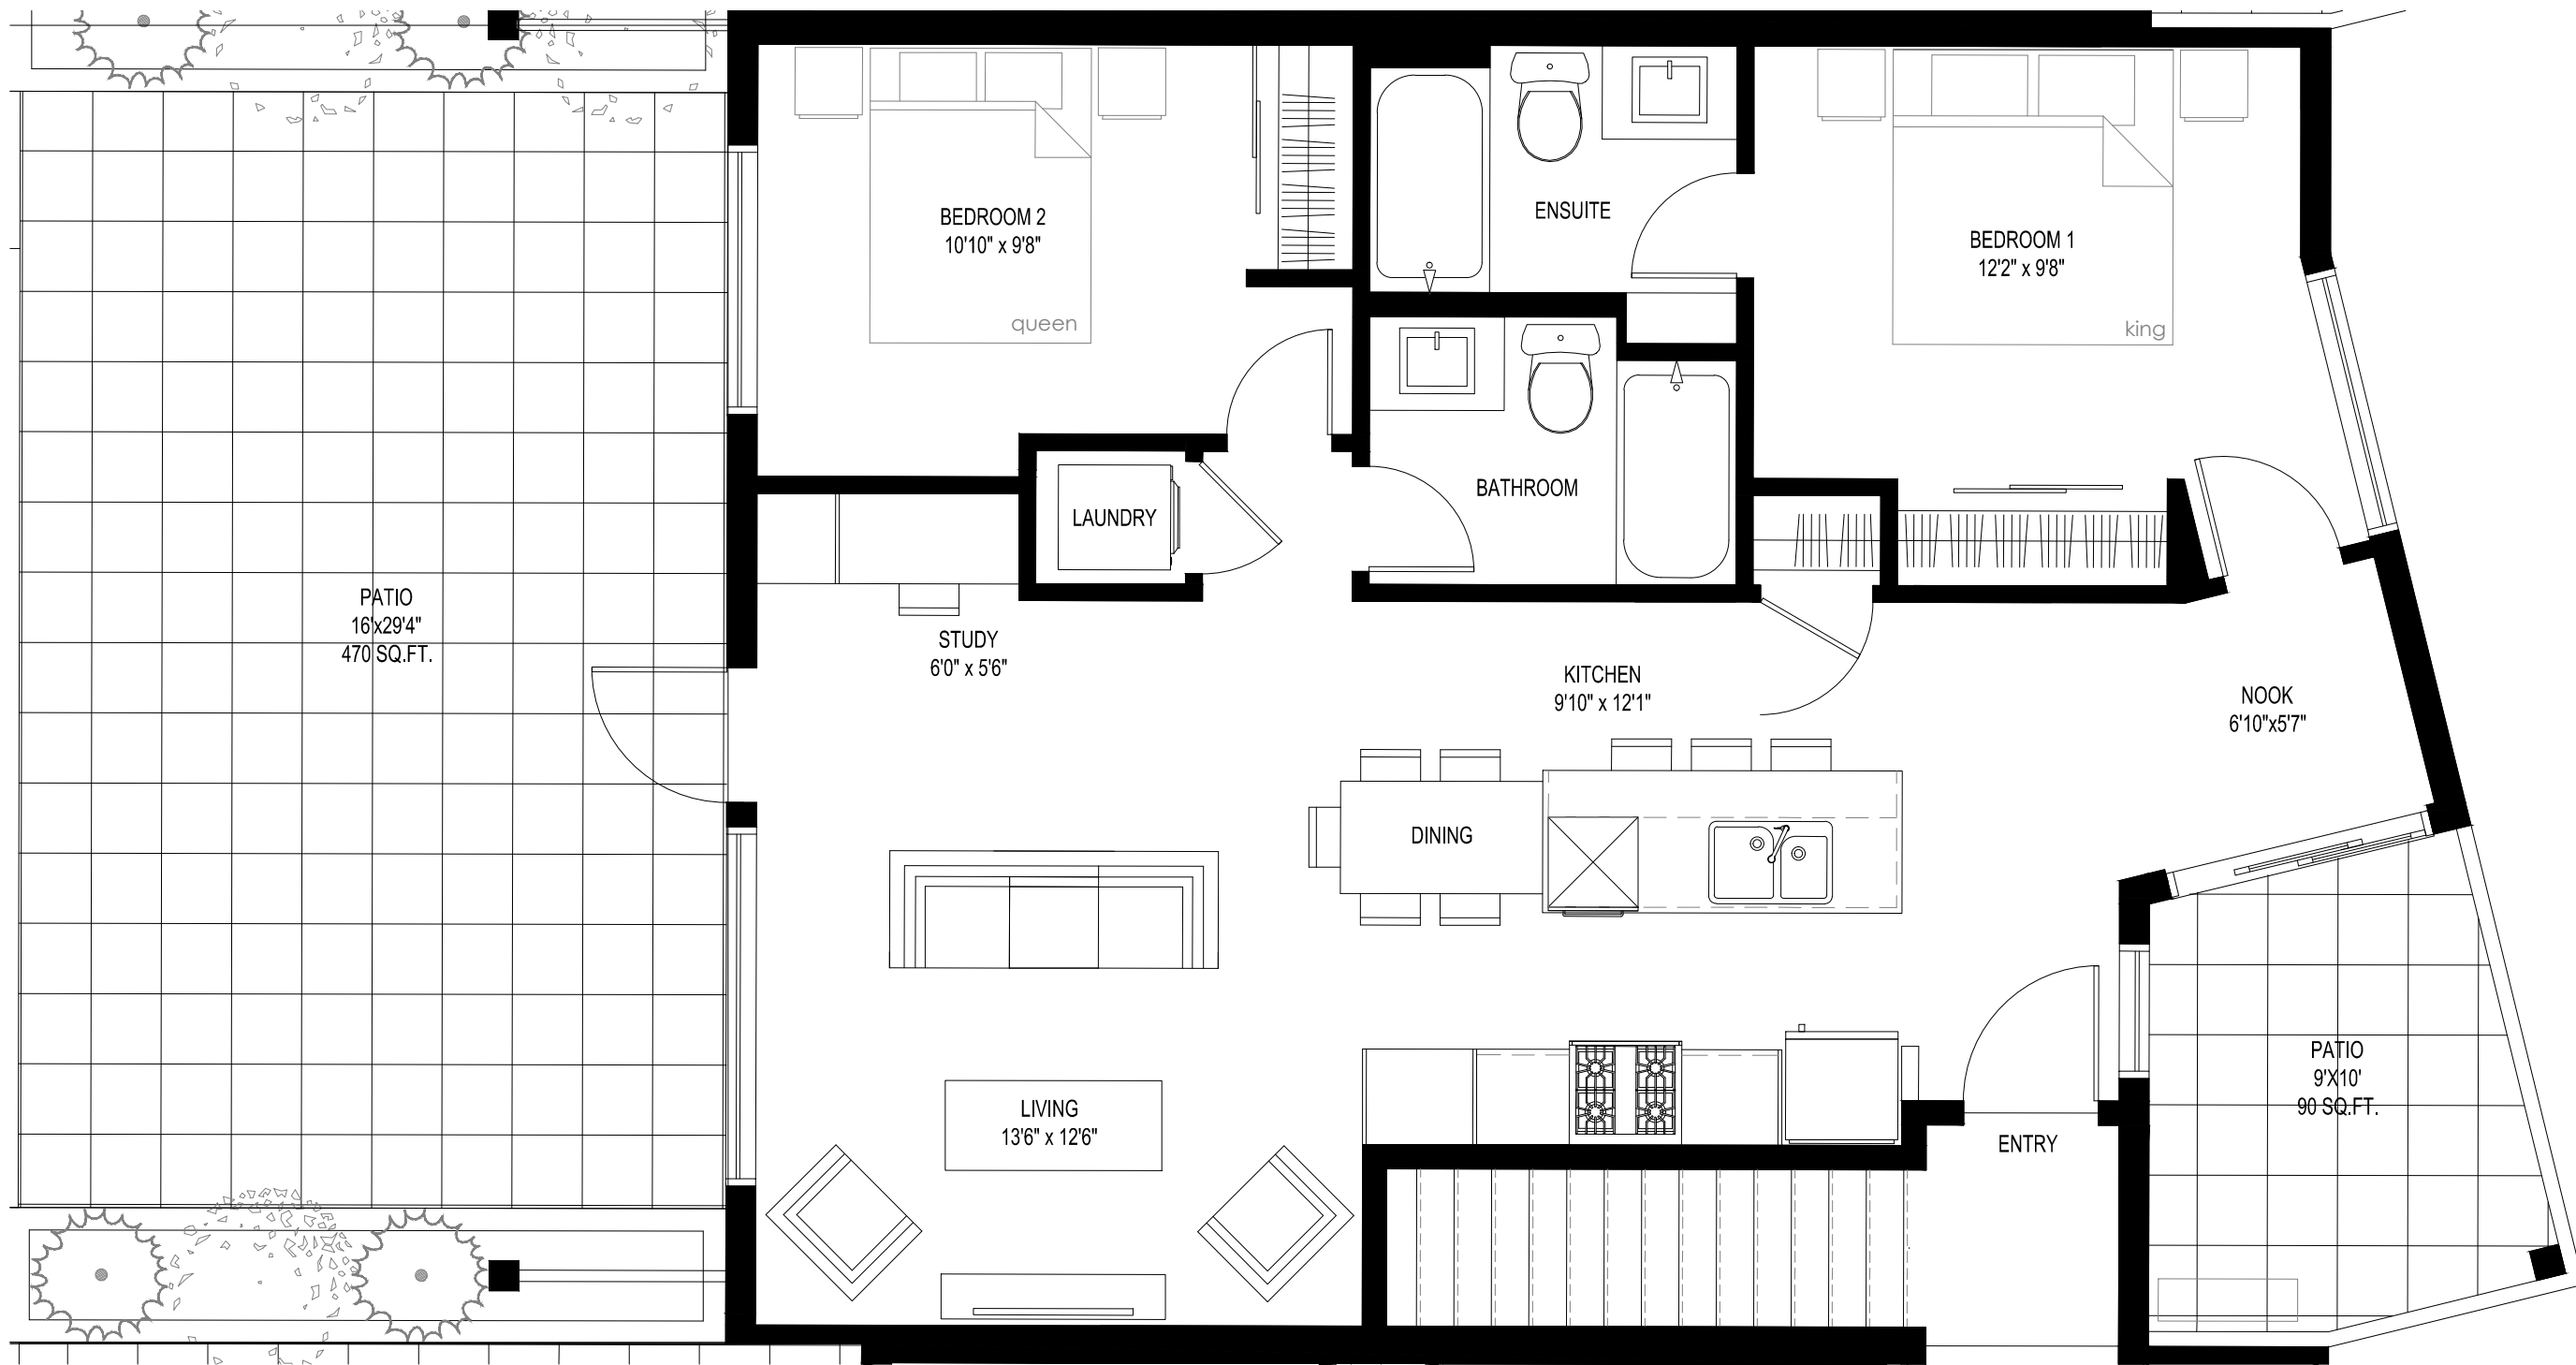 BEDROOM 2
10'10" x 9'8"
queen
ENSUITE
BEDROOM 1
12'2" x 9'8"
king
LAUNDRY
BATHROOM
PATIO
16'x29'4"
470 SQ.FT.
STUDY
6'0" x 5'6"
KITCHEN
9'10" x 12'1"
NOOK
6'10"x5'7"
DINING
LIVING
13'6" x 12'6"
ENTRY
PATIO
9'X10'
90 SQ.FT.